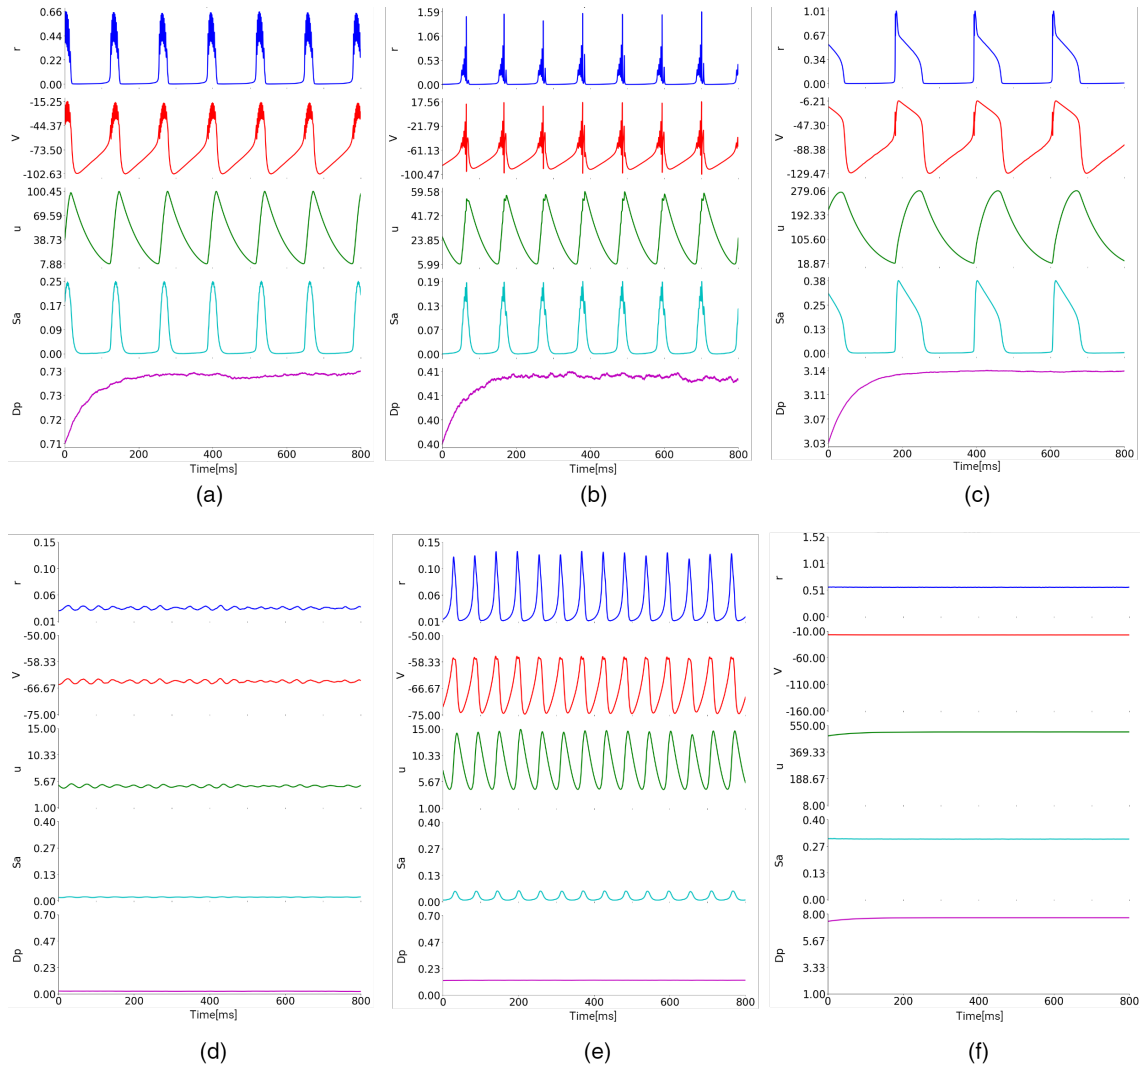 0.66
0.44
0.22
0.00
r
-15.25
-44.37
-73.50
-102.63
V
100.45
69.59
38.73
7.88
u
0.25
0.17
0.09
0.00
Sa
0.73
0.73
0.72
0.71
Dp
0 200 400 600 800
Time[ms]
(a)
1.59
1.06
0.53
0.00
r
17.56
-21.79
-61.13
-100.47
V
59.58
41.72
23.85
5.99
u
0.19
0.13
0.07
0.00
Sa
0.41
0.41
0.40
0.40
Dp
0 200 400 600 800
Time[ms]
(b)
1.01
0.67
0.34
0.00
r
-6.21
-47.30
-88.38
-129.47
V
279.06
192.33
105.60
18.87
u
0.38
0.25
0.13
0.00
Sa
3.14
3.11
3.07
3.03
Dp
0 200 400 600 800
Time[ms]
(c)
0.15
0.10
0.06
0.01
r
-50.00
-58.33
-66.67
-75.00
V
15.00
10.33
5.67
1.00
u
0.40
0.27
0.13
0.00
Sa
0.70
0.47
0.23
0.00
Dp
0 200 400 600 800
Time[ms]
(d)
0.15
0.10
0.06
0.01
r
-50.00
-58.33
-66.67
-75.00
V
15.00
10.33
5.67
1.00
u
0.40
0.27
0.13
0.00
Sa
0.70
0.47
0.23
0.00
Dp
0 200 400 600 800
Time[ms]
(e)
1.52
1.01
0.51
0.00
r
-10.00
-60.00
-110.00
-160.00
V
550.00
369.33
188.67
8.00
u
0.40
0.27
0.13
0.00
Sa
8.00
5.67
3.33
1.00
Dp
0 200 400 600 800
Time[ms]
(f)